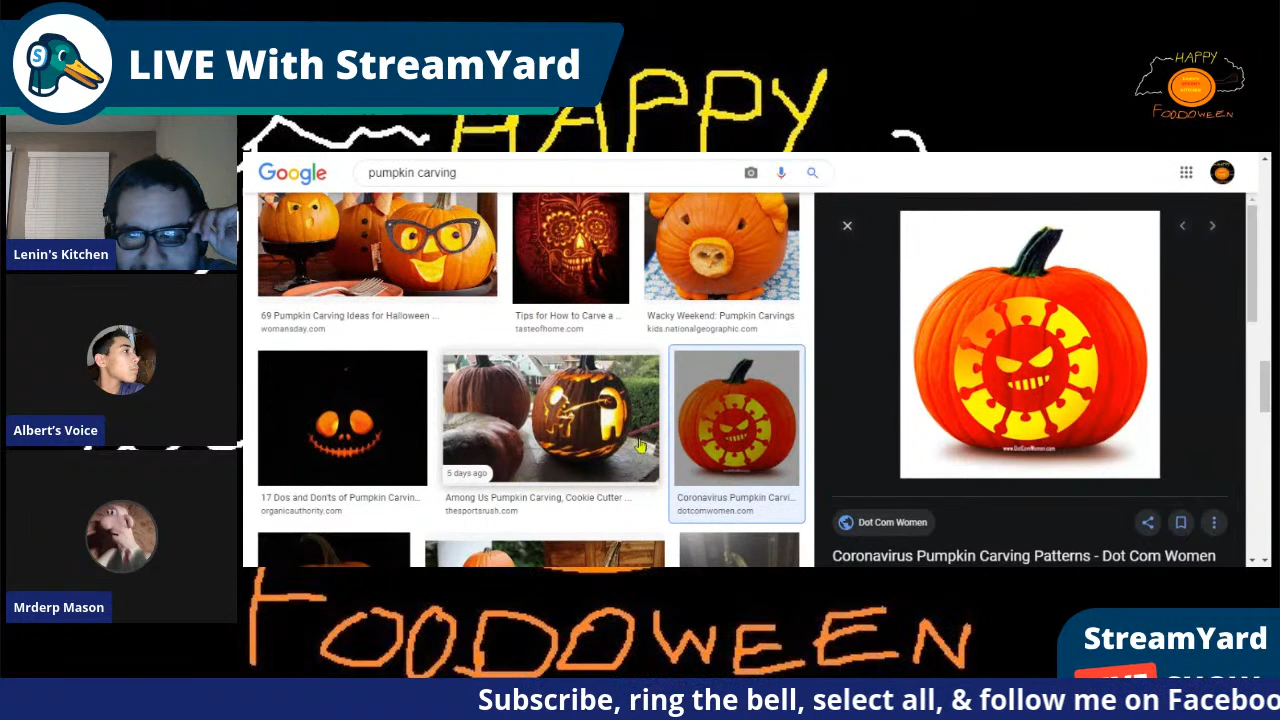 LIVE With StreamYard
HAPPY
HAPPY
FOODOWEEN
Lenin's Kitchen
Albert's Voice
Mrderp Mason
Google
pumpkin carving
69 Pumpkin Carving Ideas for Halloween ...
womansday.com
Tips for How to Carve a ...
tasteofhome.com
Wacky Weekend: Pumpkin Carvings
kids.nationalgeographic.com
17 Dos and Don'ts of Pumpkin Carvin...
organicauthority.com
5 days ago
Among Us Pumpkin Carving, Cookie Cutter ...
thesportsrush.com
Coronavirus Pumpkin Carvi...
dotcomwomen.com
www.DotComWomen.com
Dot Com Women
Coronavirus Pumpkin Carving Patterns - Dot Com Women
FOODOWEEN
StreamYard
Subscribe, ring the bell, select all, & follow me on Faceboo